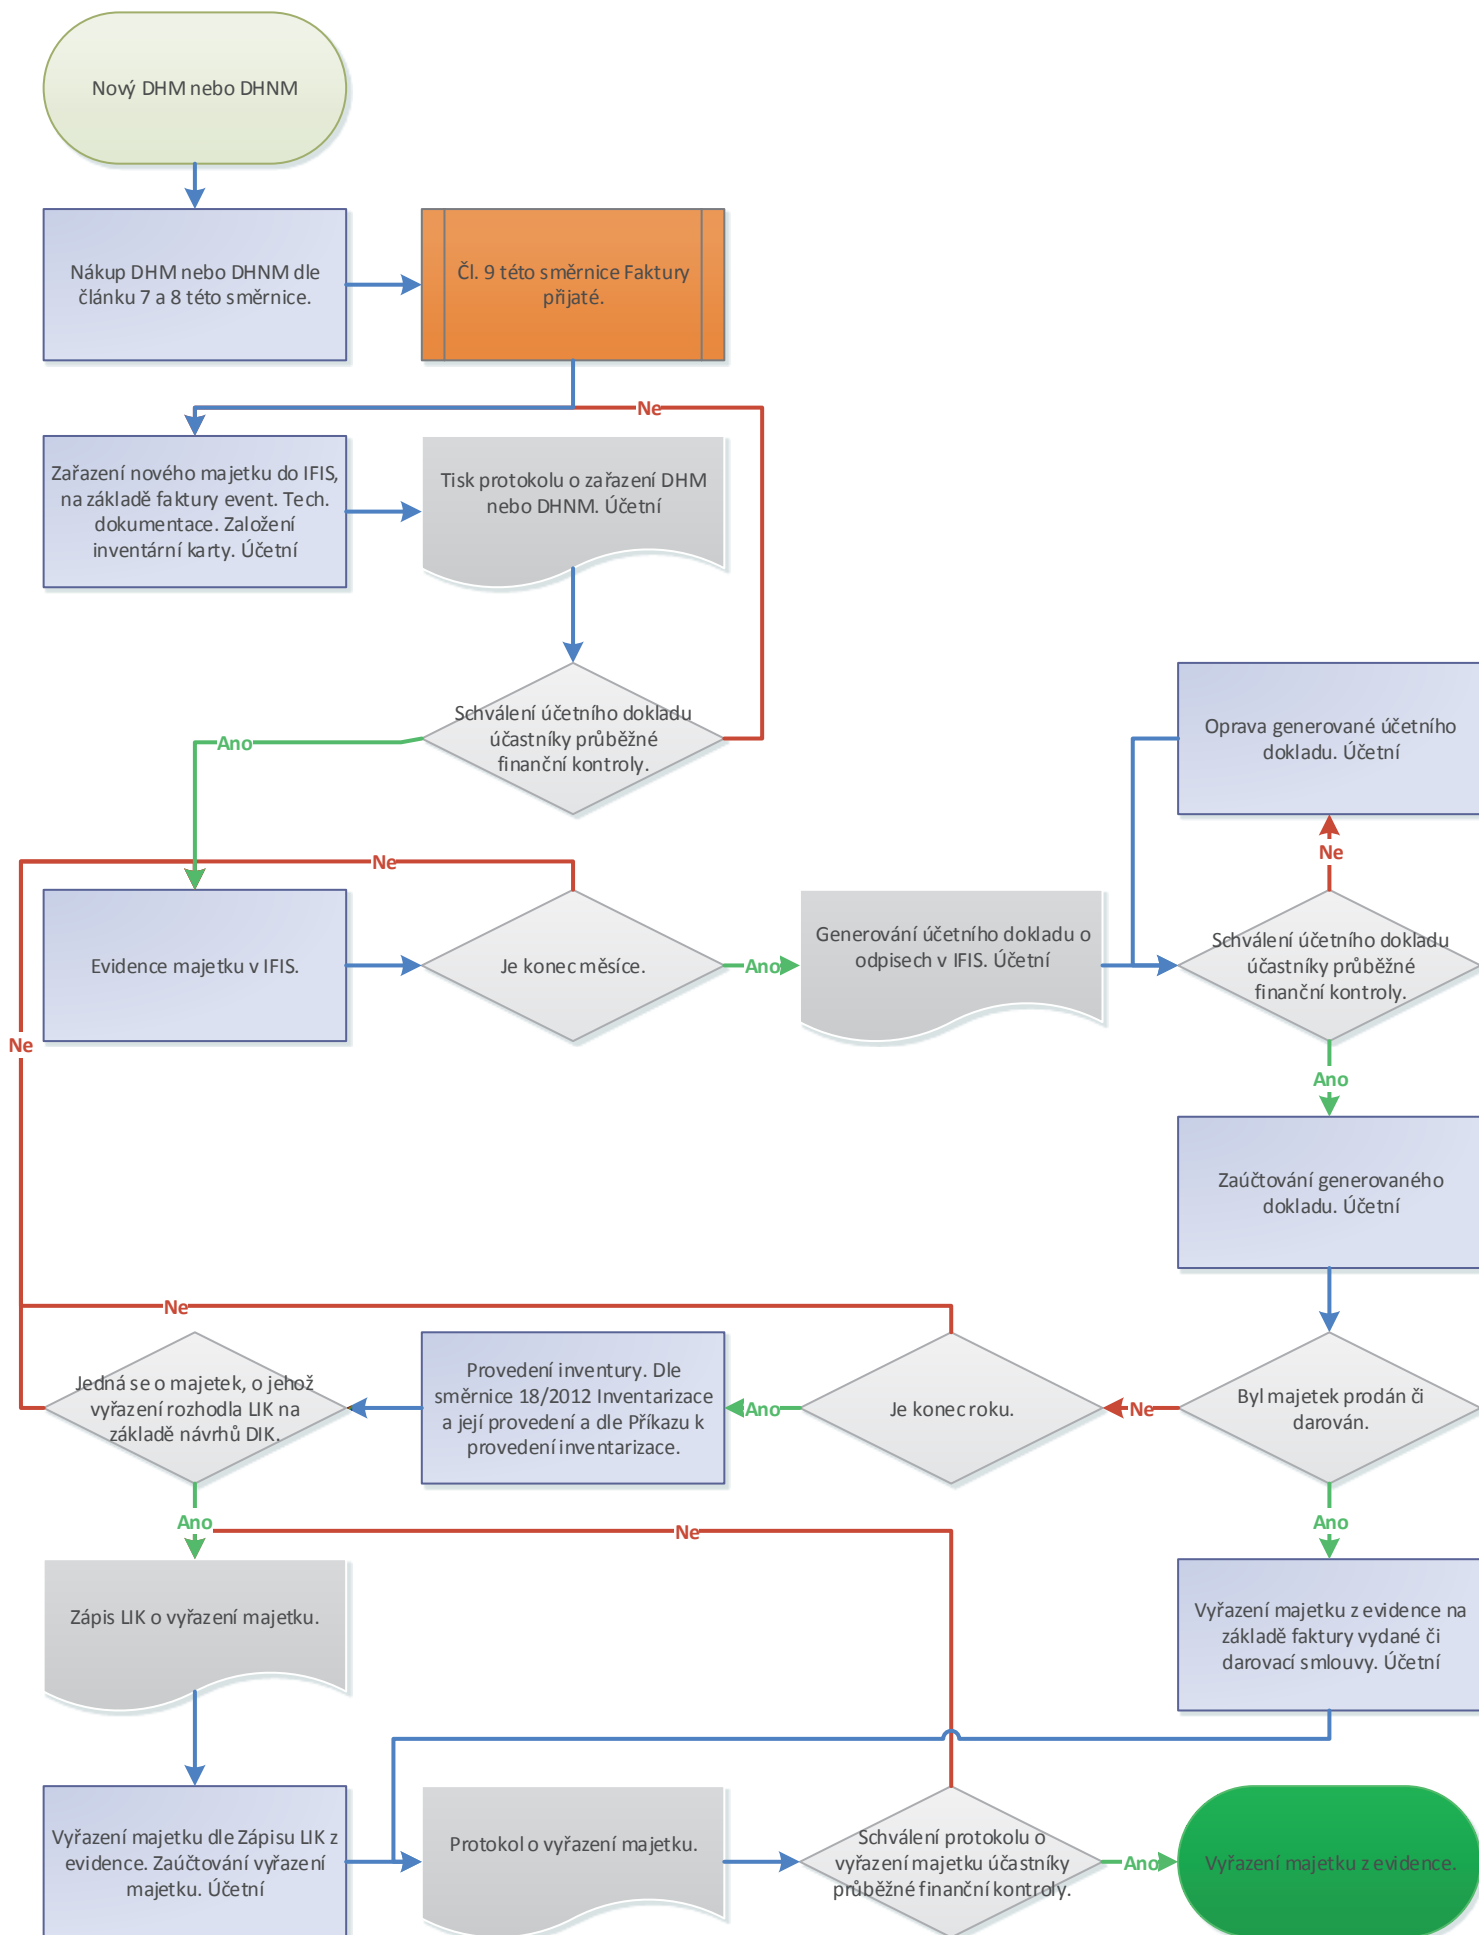 Nový DHM nebo DHNM
Nákup DHM nebo DHNM dle
článku 7 a 8 této směrnice.
Čl. 9 této směrnice Faktury
přijaté.
Ne
Zařazení nového majetku do IFIS,
na základě faktury event. Tech.
dokumentace. Založení
inventární karty. Účetní
Tisk protokolu o zařazení DHM
nebo DHNM. Účetní
Schválení účetního dokladu
účastníky průběžné
finanční kontroly.
Ano
Oprava generované účetního
dokladu. Účetní
Ne
Ne
Evidence majetku v IFIS.
Je konec měsíce.
Ano
Generování účetního dokladu o
odpisech v IFIS. Účetní
Schválení účetního dokladu
účastníky průběžné
finanční kontroly.
Ne
Ano
Zaúčtování generovaného
dokladu. Účetní
Ne
Jedná se o majetek, o jehož
vyřazení rozhodla LIK na
základě návrhů DIK.
Provedení inventury. Dle
směrnice 18/2012 Inventarizace
a její provedení a dle Příkazu k
provedení inventarizace.
Ano
Je konec roku.
Ne
Byl majetek prodán či
darován.
Ano
Ne
Ano
Zápis LIK o vyřazení majetku.
Vyřazení majetku z evidence na
základě faktury vydané či
darovací smlouvy. Účetní
Vyřazení majetku dle Zápisu LIK z
evidence. Zaúčtování vyřazení
majetku. Účetní
Protokol o vyřazení majetku.
Schválení protokolu o
vyřazení majetku účastníky
průběžné finanční kontroly.
Ano
Vyřazení majetku z evidence.